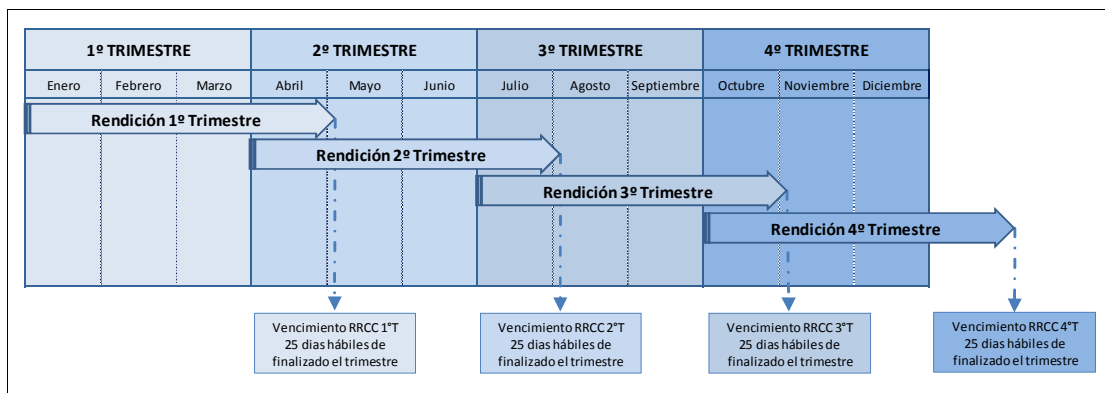 1º TRIMESTRE 2º TRIMESTRE 3º TRIMESTRE 4º TRIMESTRE
Enero Febrero Marzo Abril Mayo Junio Julio Agosto Septiembre Octubre Noviembre Diciembre
Rendición 1º Trimestre
Rendición 2º Trimestre
Rendición 3º Trimestre
Rendición 4º Trimestre
Vencimiento RRCC 1°T
25 dias hábiles de
finalizado el trimestre
Vencimiento RRCC 2°T
25 dias hábiles de
finalizado el trimestre
Vencimiento RRCC 3°T
25 dias hábiles de
finalizado el trimestre
Vencimiento RRCC 4°T
25 dias hábiles de
finalizado el trimestre